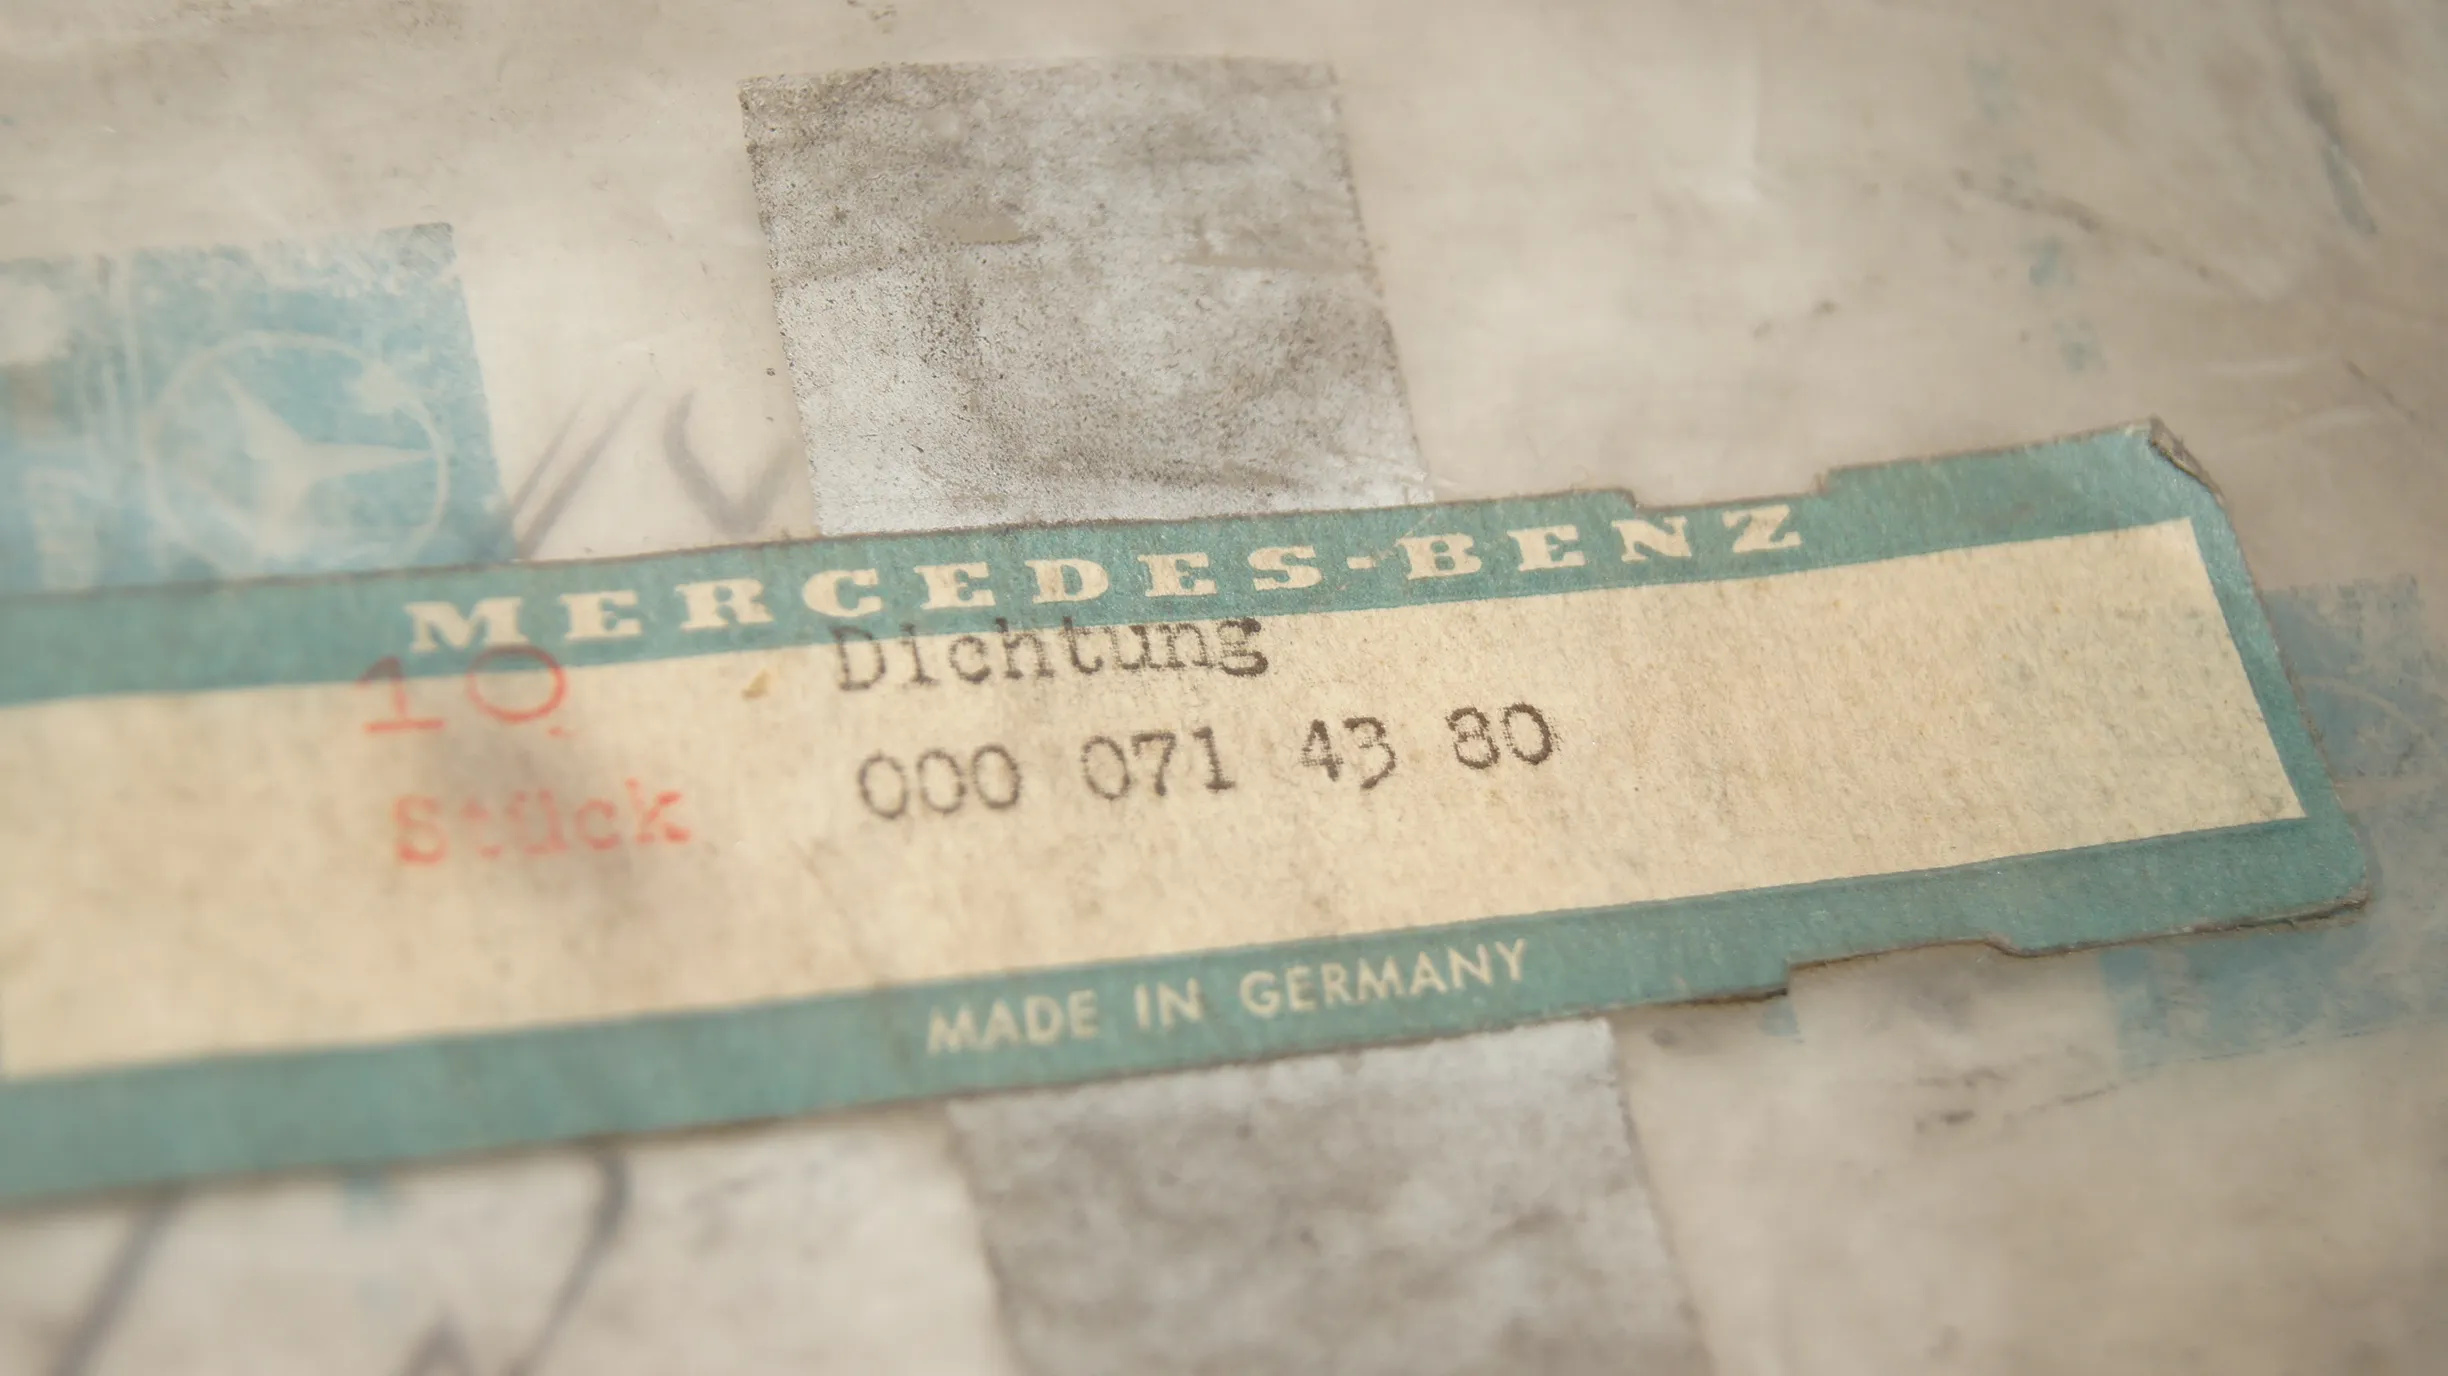 MERCEDES-BENZ
10 Dichtung
Stück 000 071 43 80
MADE IN GERMANY